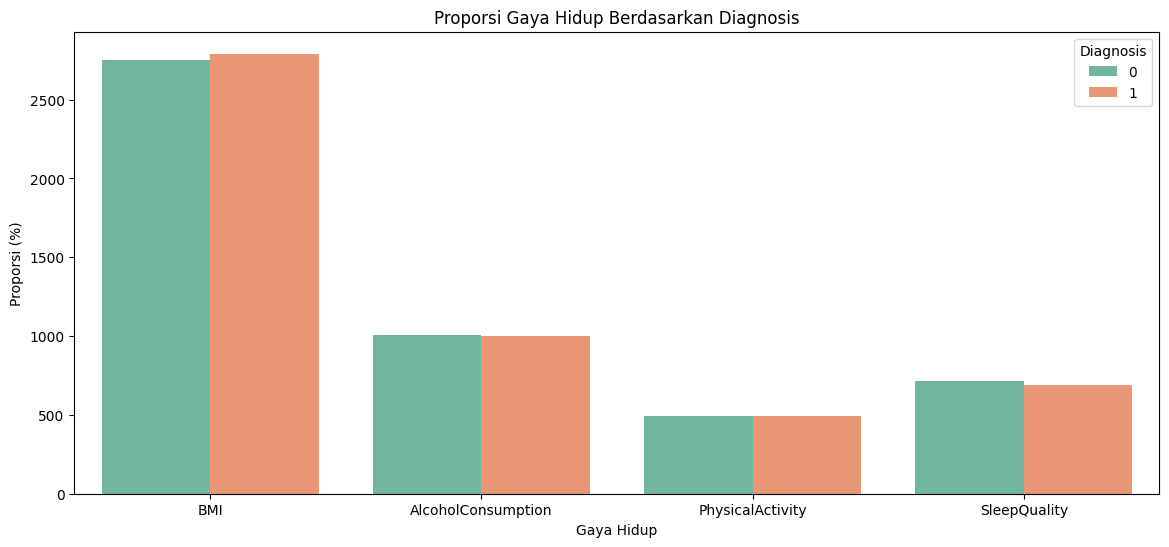 Proporsi Gaya Hidup Berdasarkan Diagnosis
Proporsi (%)
2500
2000
1500
1000
500
0
Diagnosis
0
1
BMI
AlcoholConsumption
PhysicalActivity
SleepQuality
Gaya Hidup